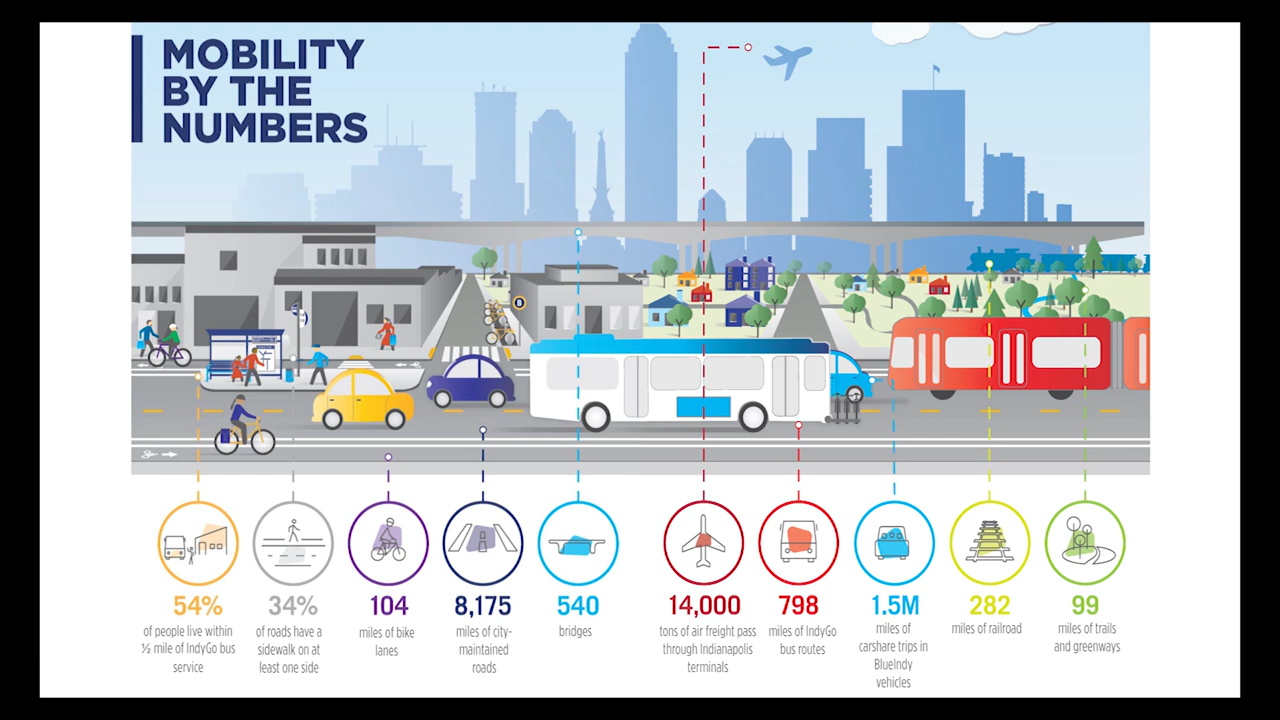 MOBILITY
BY THE
NUMBERS
8
54%
of people live within
½ mile of IndyGo bus
service
34%
of roads have a
sidewalk on at
least one side
104
miles of bike
lanes
8,175
miles of city-
maintained
roads
540
bridges
14,000
tons of air freight pass
through Indianapolis
terminals
798
miles of IndyGo
bus routes
1.5M
miles of
carshare trips in
BlueIndy
vehicles
282
miles of railroad
99
miles of trails
and greenways